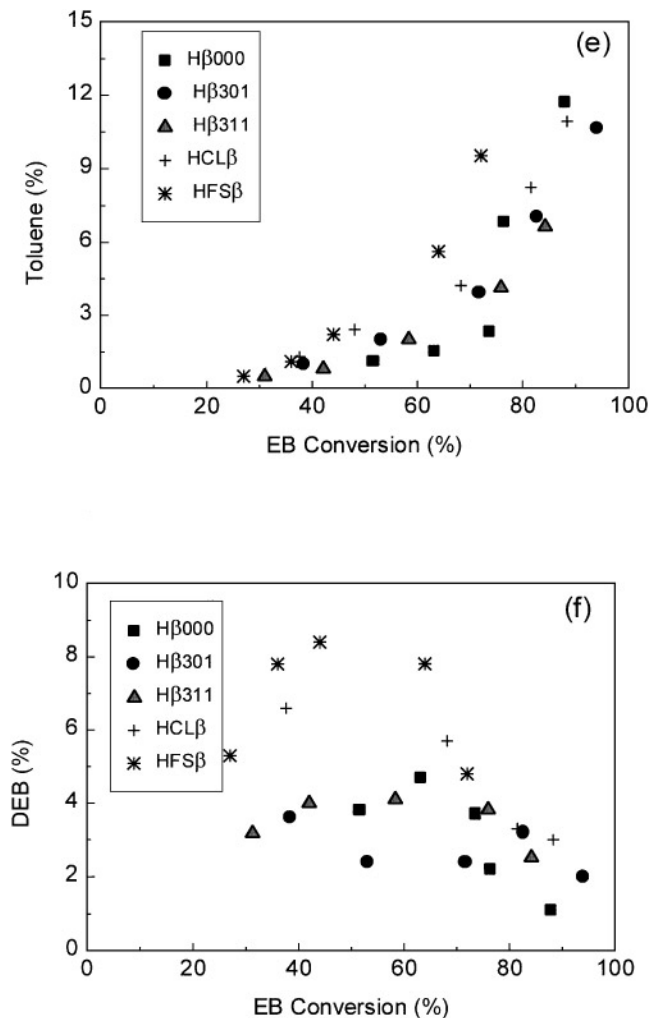 (e)
Hβ000
Hβ301
Hβ311
HCLβ
HFSβ
15
12
9
6
3
0
Toluene (%)
0 20 40 60 80 100
EB Conversion (%)
(f)
Hβ000
Hβ301
Hβ311
HCLβ
HFSβ
10
8
6
4
2
0
DEB (%)
0 20 40 60 80 100
EB Conversion (%)